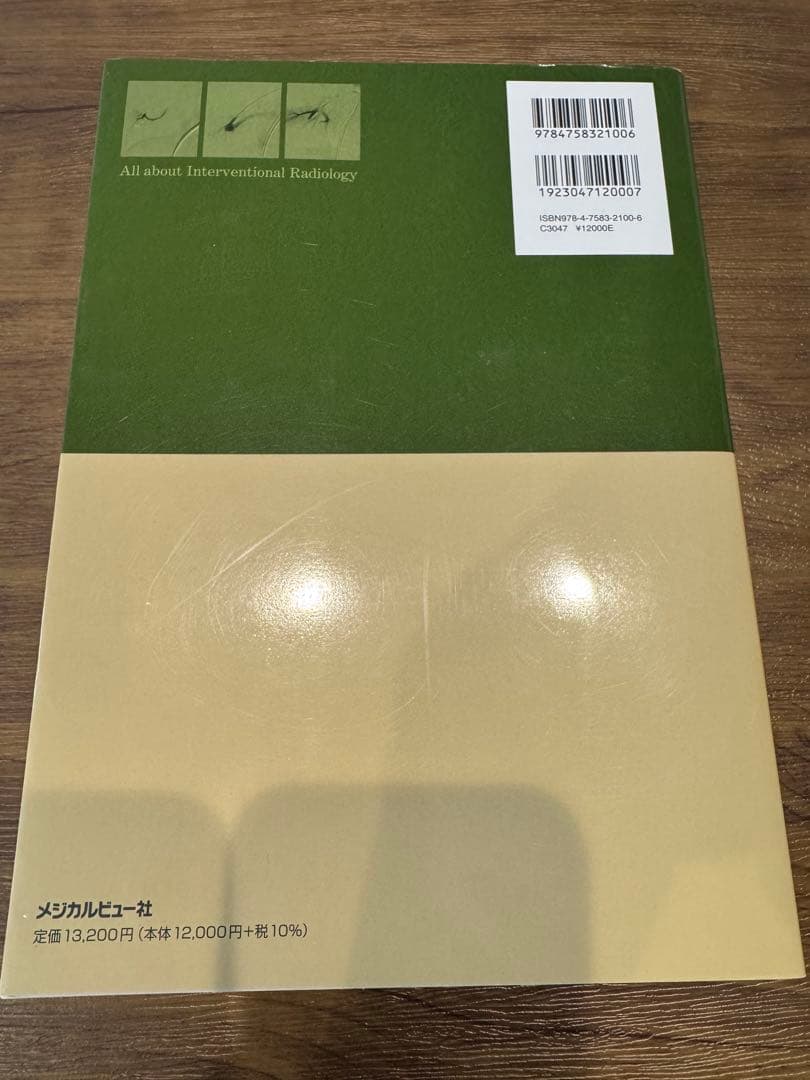 All about Interventional Radiology
9784758321006
1923047120007
ISBN978-4-7583-2100-6
C3047 ¥12000E
メジカルビュー社
定価13,200円(本体12,000円+税10%)